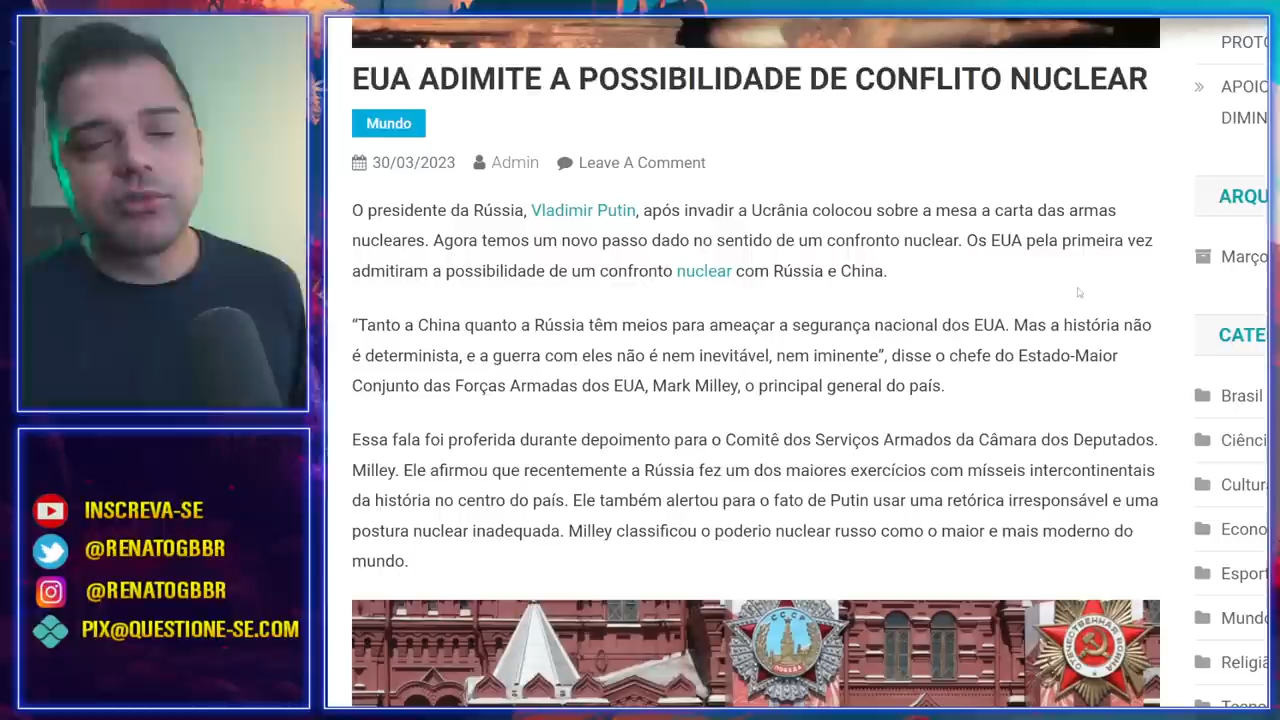 EUA ADIMITE A POSSIBILIDADE DE CONFLITO NUCLEAR
Mundo
30/03/2023 Admin Leave A Comment
O presidente da Rússia, Vladimir Putin, após invadir a Ucrânia colocou sobre a mesa a carta das armas
nucleares. Agora temos um novo passo dado no sentido de um confronto nuclear. Os EUA pela primeira vez
admitiram a possibilidade de um confronto nuclear com Rússia e China.
“Tanto a China quanto a Rússia têm meios para ameaçar a segurança nacional dos EUA. Mas a história não
é determinista, e a guerra com eles não é nem inevitável, nem iminente”, disse o chefe do Estado-Maior
Conjunto das Forças Armadas dos EUA, Mark Milley, o principal general do país.
Essa fala foi proferida durante depoimento para o Comitê dos Serviços Armados da Câmara dos Deputados.
Milley. Ele afirmou que recentemente a Rússia fez um dos maiores exercícios com mísseis intercontinentais
da história no centro do país. Ele também alertou para o fato de Putin usar uma retórica irresponsável e uma
postura nuclear inadequada. Milley classificou o poderio nuclear russo como o maior e mais moderno do
mundo.
СССР
ПОБЕДА
ОТЕЧЕСТВЕННАЯ
PROTO
» APOIO
DIMIN
ARQU
Março
CATE
Brasil
Ciênci
Cultur
Econo
Esport
Mundo
Religiã
Tecno
INSCREVA-SE
@RENATOGBBR
@RENATOGBBR
PIX@QUESTIONE-SE.COM